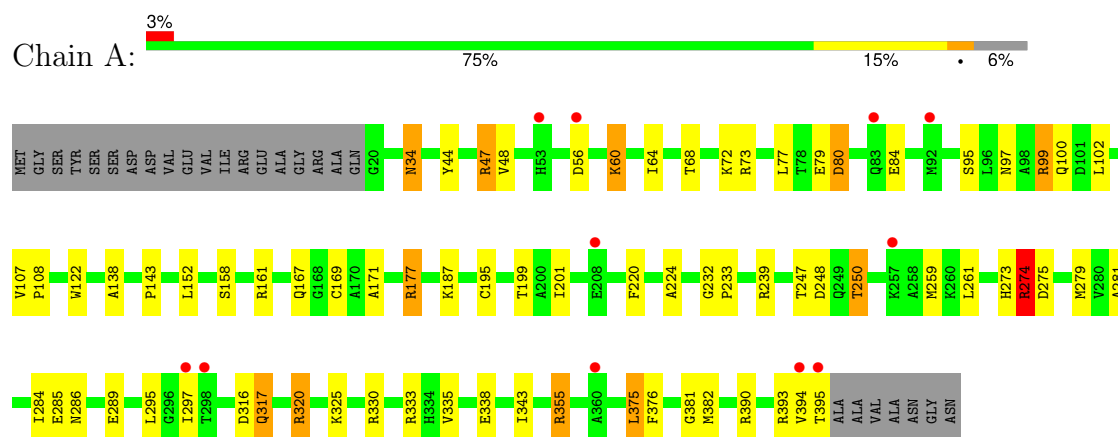 3%
Chain A:
75% 15% • 6%
MET GLY SER TYR SER SER ASP ASP VAL GLU VAL ILE ARG GLU ALA GLY ARG ALA GLN G20 N34 Y44 R47 V48 H53 D56 K60 I64 T68 K72 R73 L77 T78 E79 D80 Q83 E84 M92 S95 L96 N97 A98 R99 Q100 D101 L102
V107 P108 W122 A138 P143 L152 S158 R161 Q167 G168 C169 A170 A171 R177 K187 C195 T199 A200 I201 E208 F220 A224 G232 P233 R239 T247 D248 Q249 T250 K257 A258 M259 K260 L261 H273 R274 D275 M279 V280 A281
I284 E285 N286 E289 L295 G296 I297 T298 D316 Q317 R320 K325 R330 R333 H334 V335 E338 I343 R355 A360 L375 F376 G381 M382 R390 R393 V394 T395 ALA ALA VAL ALA ASN GLY ASN